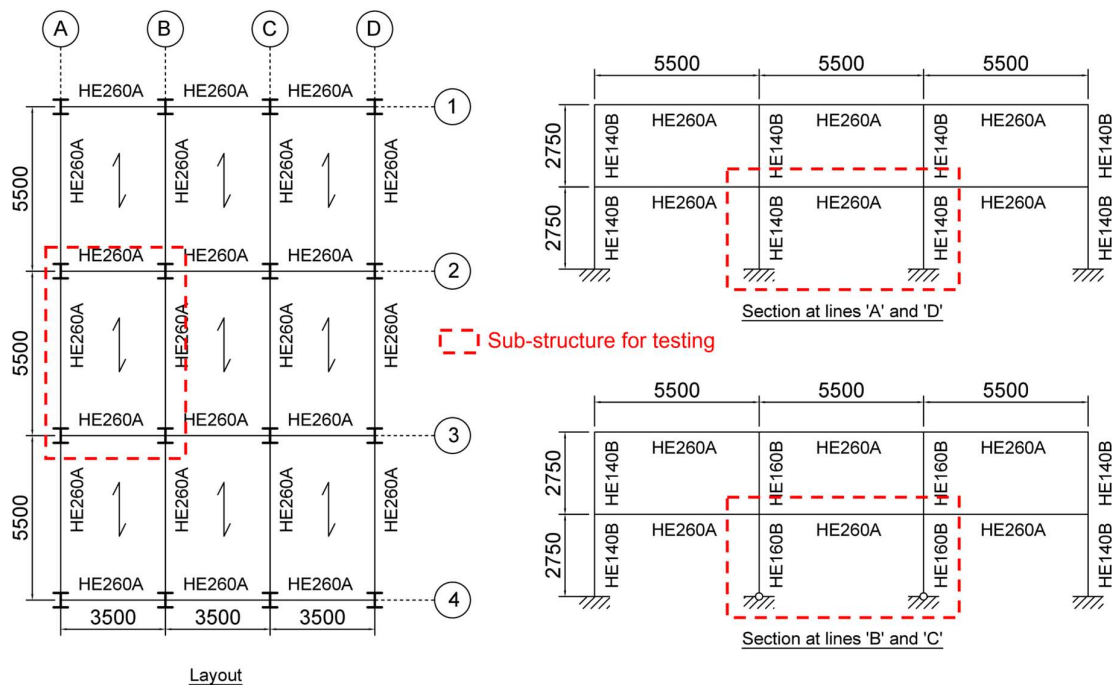 A B C D
HE260A HE260A HE260A
1
5500
HE260A HE260A HE260A HE260A
HE260A HE260A HE260A
2
5500
HE260A HE260A HE260A HE260A
HE260A HE260A HE260A
3
5500
HE260A HE260A HE260A HE260A
HE260A HE260A HE260A
4
3500 3500 3500
Layout
Sub-structure for testing
5500 5500 5500
2750
HE140B HE260A HE140B HE260A HE140B HE260A HE140B
2750
HE140B HE260A HE140B HE260A HE140B HE260A HE140B
Section at lines 'A' and 'D'
5500 5500 5500
2750
HE140B HE260A HE160B HE260A HE160B HE260A HE140B
2750
HE140B HE260A HE160B HE260A HE160B HE260A HE140B
Section at lines 'B' and 'C'